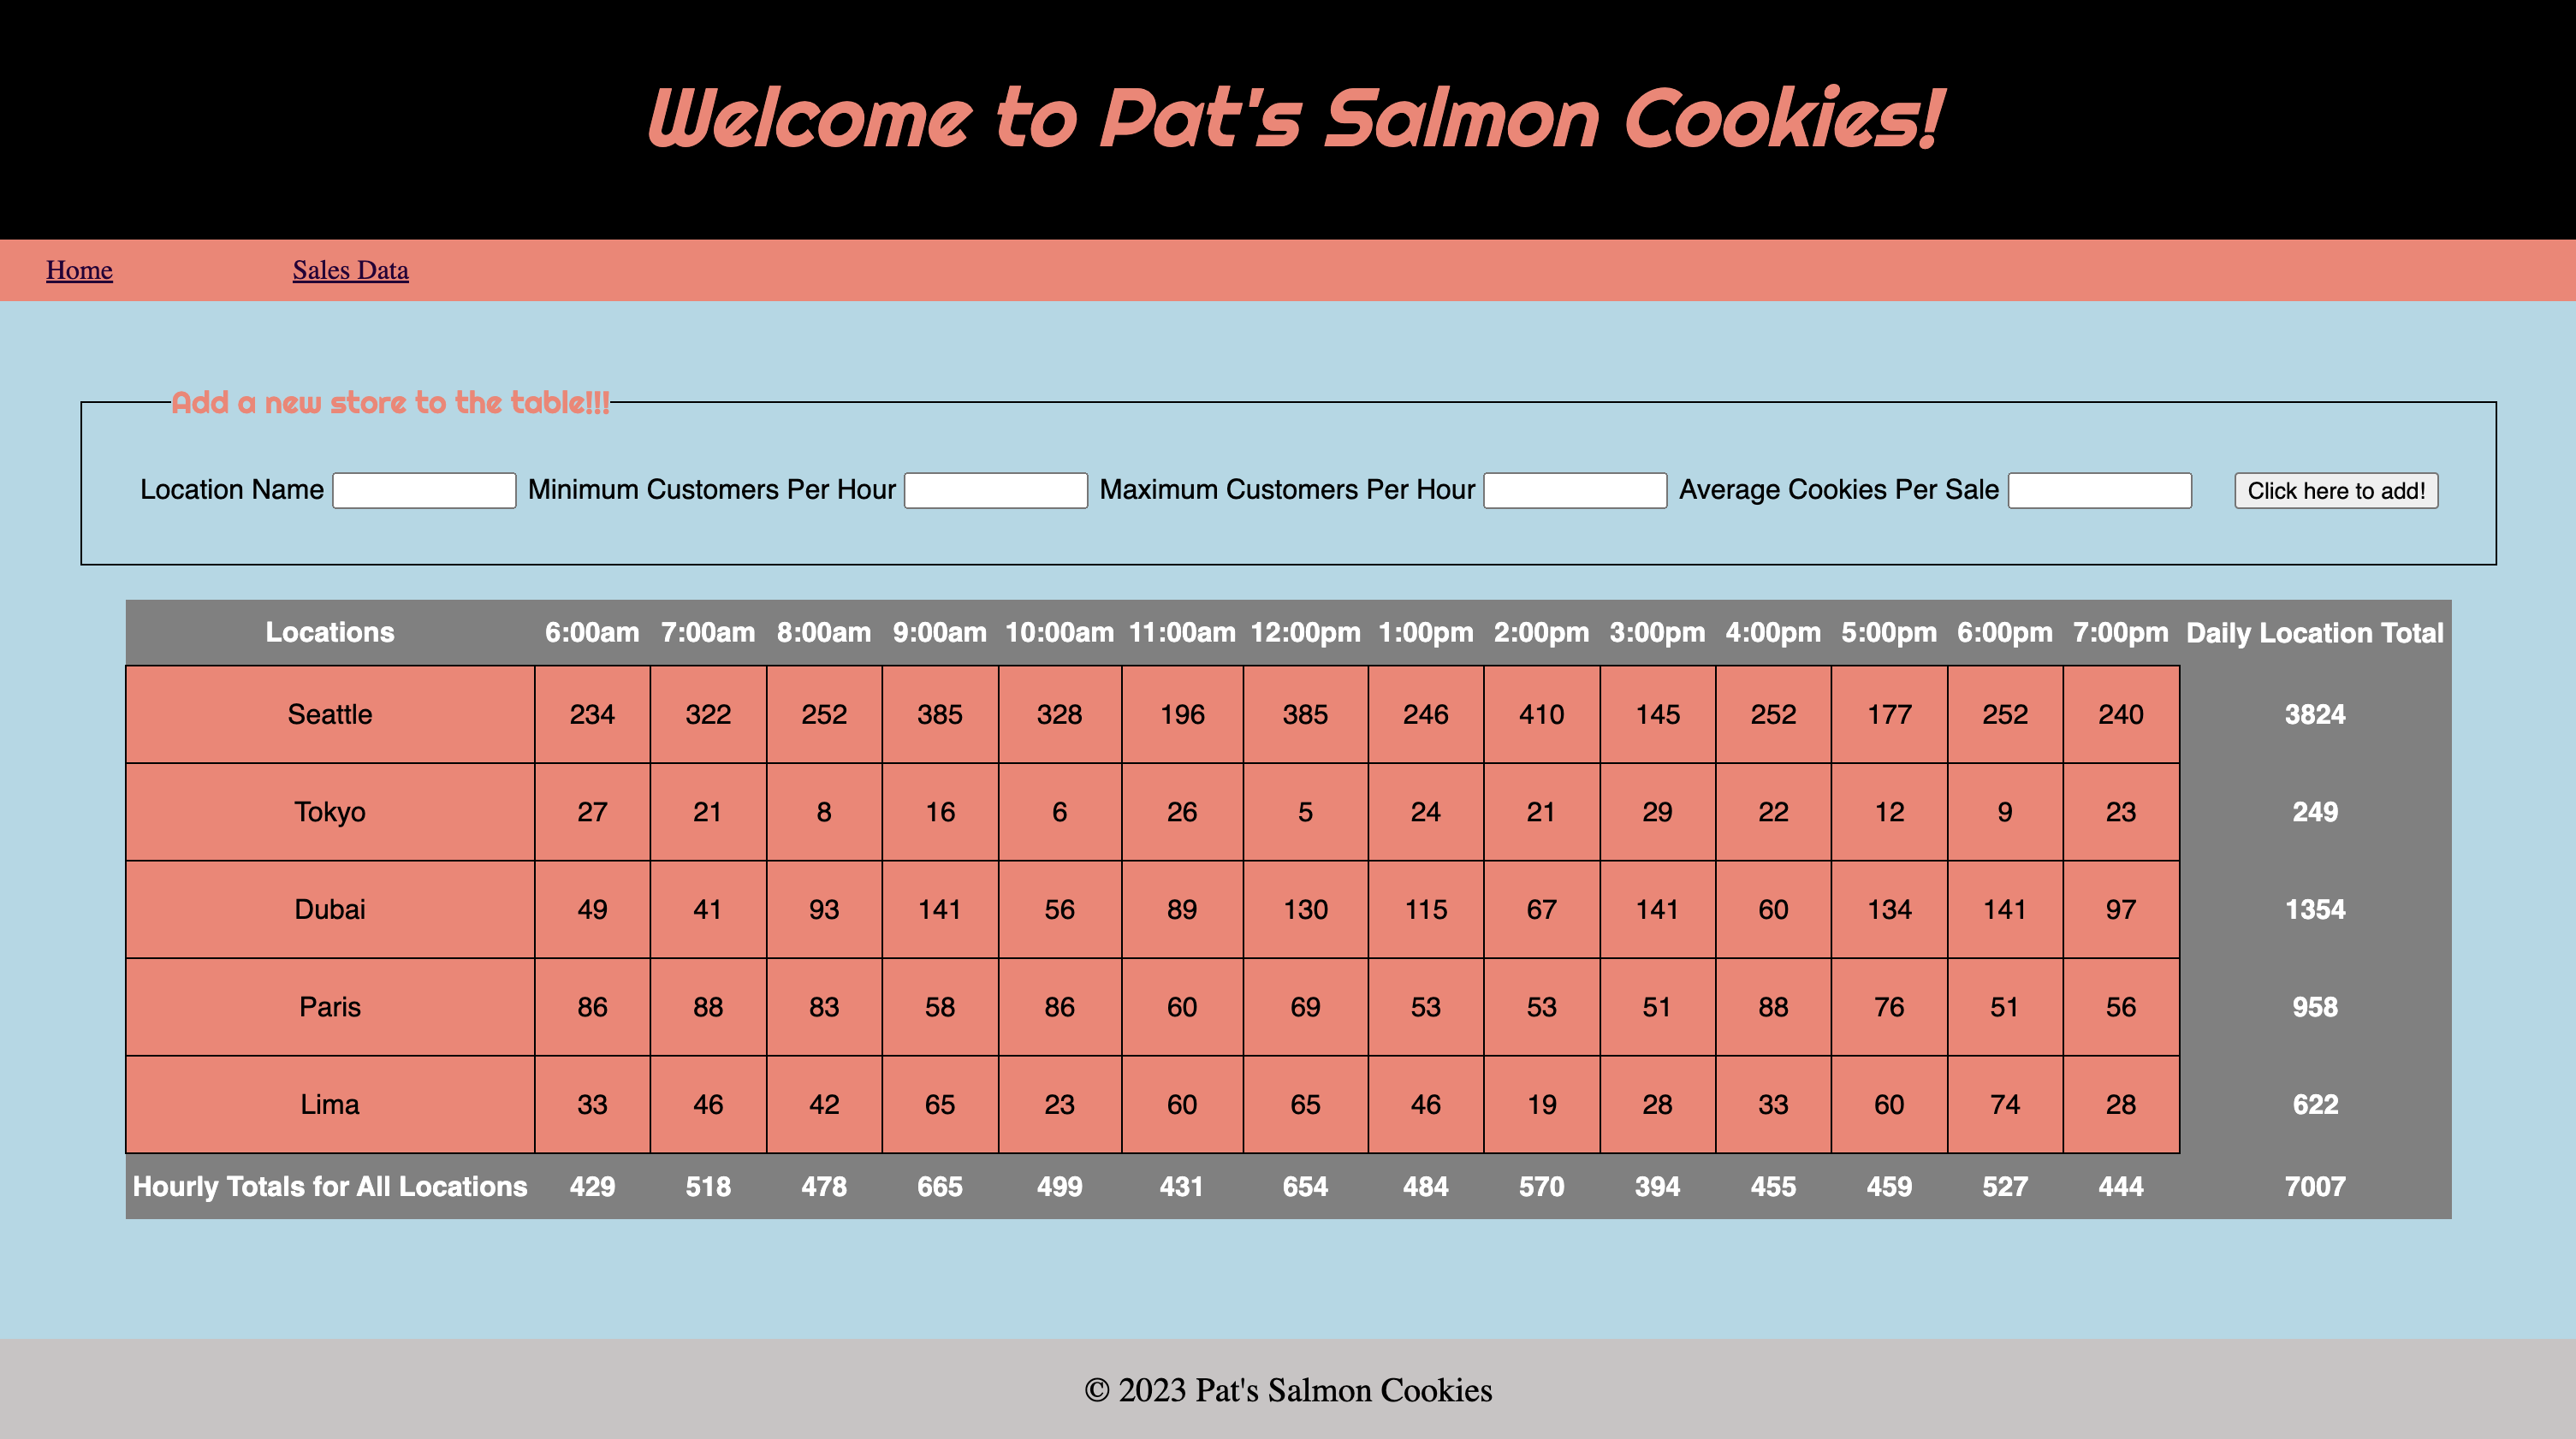 Welcome to Pat's Salmon Cookies!
Home Sales Data
Add a new store to the table!!!
Location Name Minimum Customers Per Hour Maximum Customers Per Hour Average Cookies Per Sale Click here to add!
Locations 6:00am 7:00am 8:00am 9:00am 10:00am 11:00am 12:00pm 1:00pm 2:00pm 3:00pm 4:00pm 5:00pm 6:00pm 7:00pm Daily Location Total
Seattle 234 322 252 385 328 196 385 246 410 145 252 177 252 240 3824
Tokyo 27 21 8 16 6 26 5 24 21 29 22 12 9 23 249
Dubai 49 41 93 141 56 89 130 115 67 141 60 134 141 97 1354
Paris 86 88 83 58 86 60 69 53 53 51 88 76 51 56 958
Lima 33 46 42 65 23 60 65 46 19 28 33 60 74 28 622
Hourly Totals for All Locations 429 518 478 665 499 431 654 484 570 394 455 459 527 444 7007
© 2023 Pat's Salmon Cookies